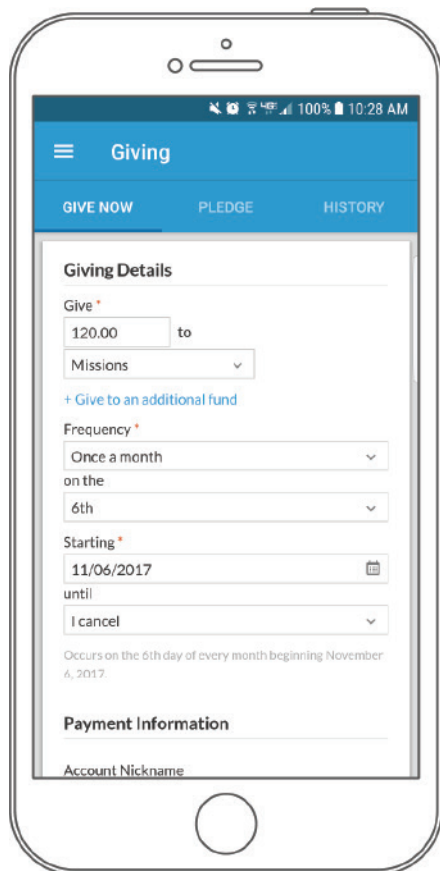 100% 10:28 AM
Giving
GIVE NOW PLEDGE HISTORY
Giving Details
Give *
120.00 to
Missions
+ Give to an additional fund
Frequency *
Once a month
on the
6th
Starting *
11/06/2017
until
I cancel
Occurs on the 6th day of every month beginning November
6, 2017.
Payment Information
Account Nickname